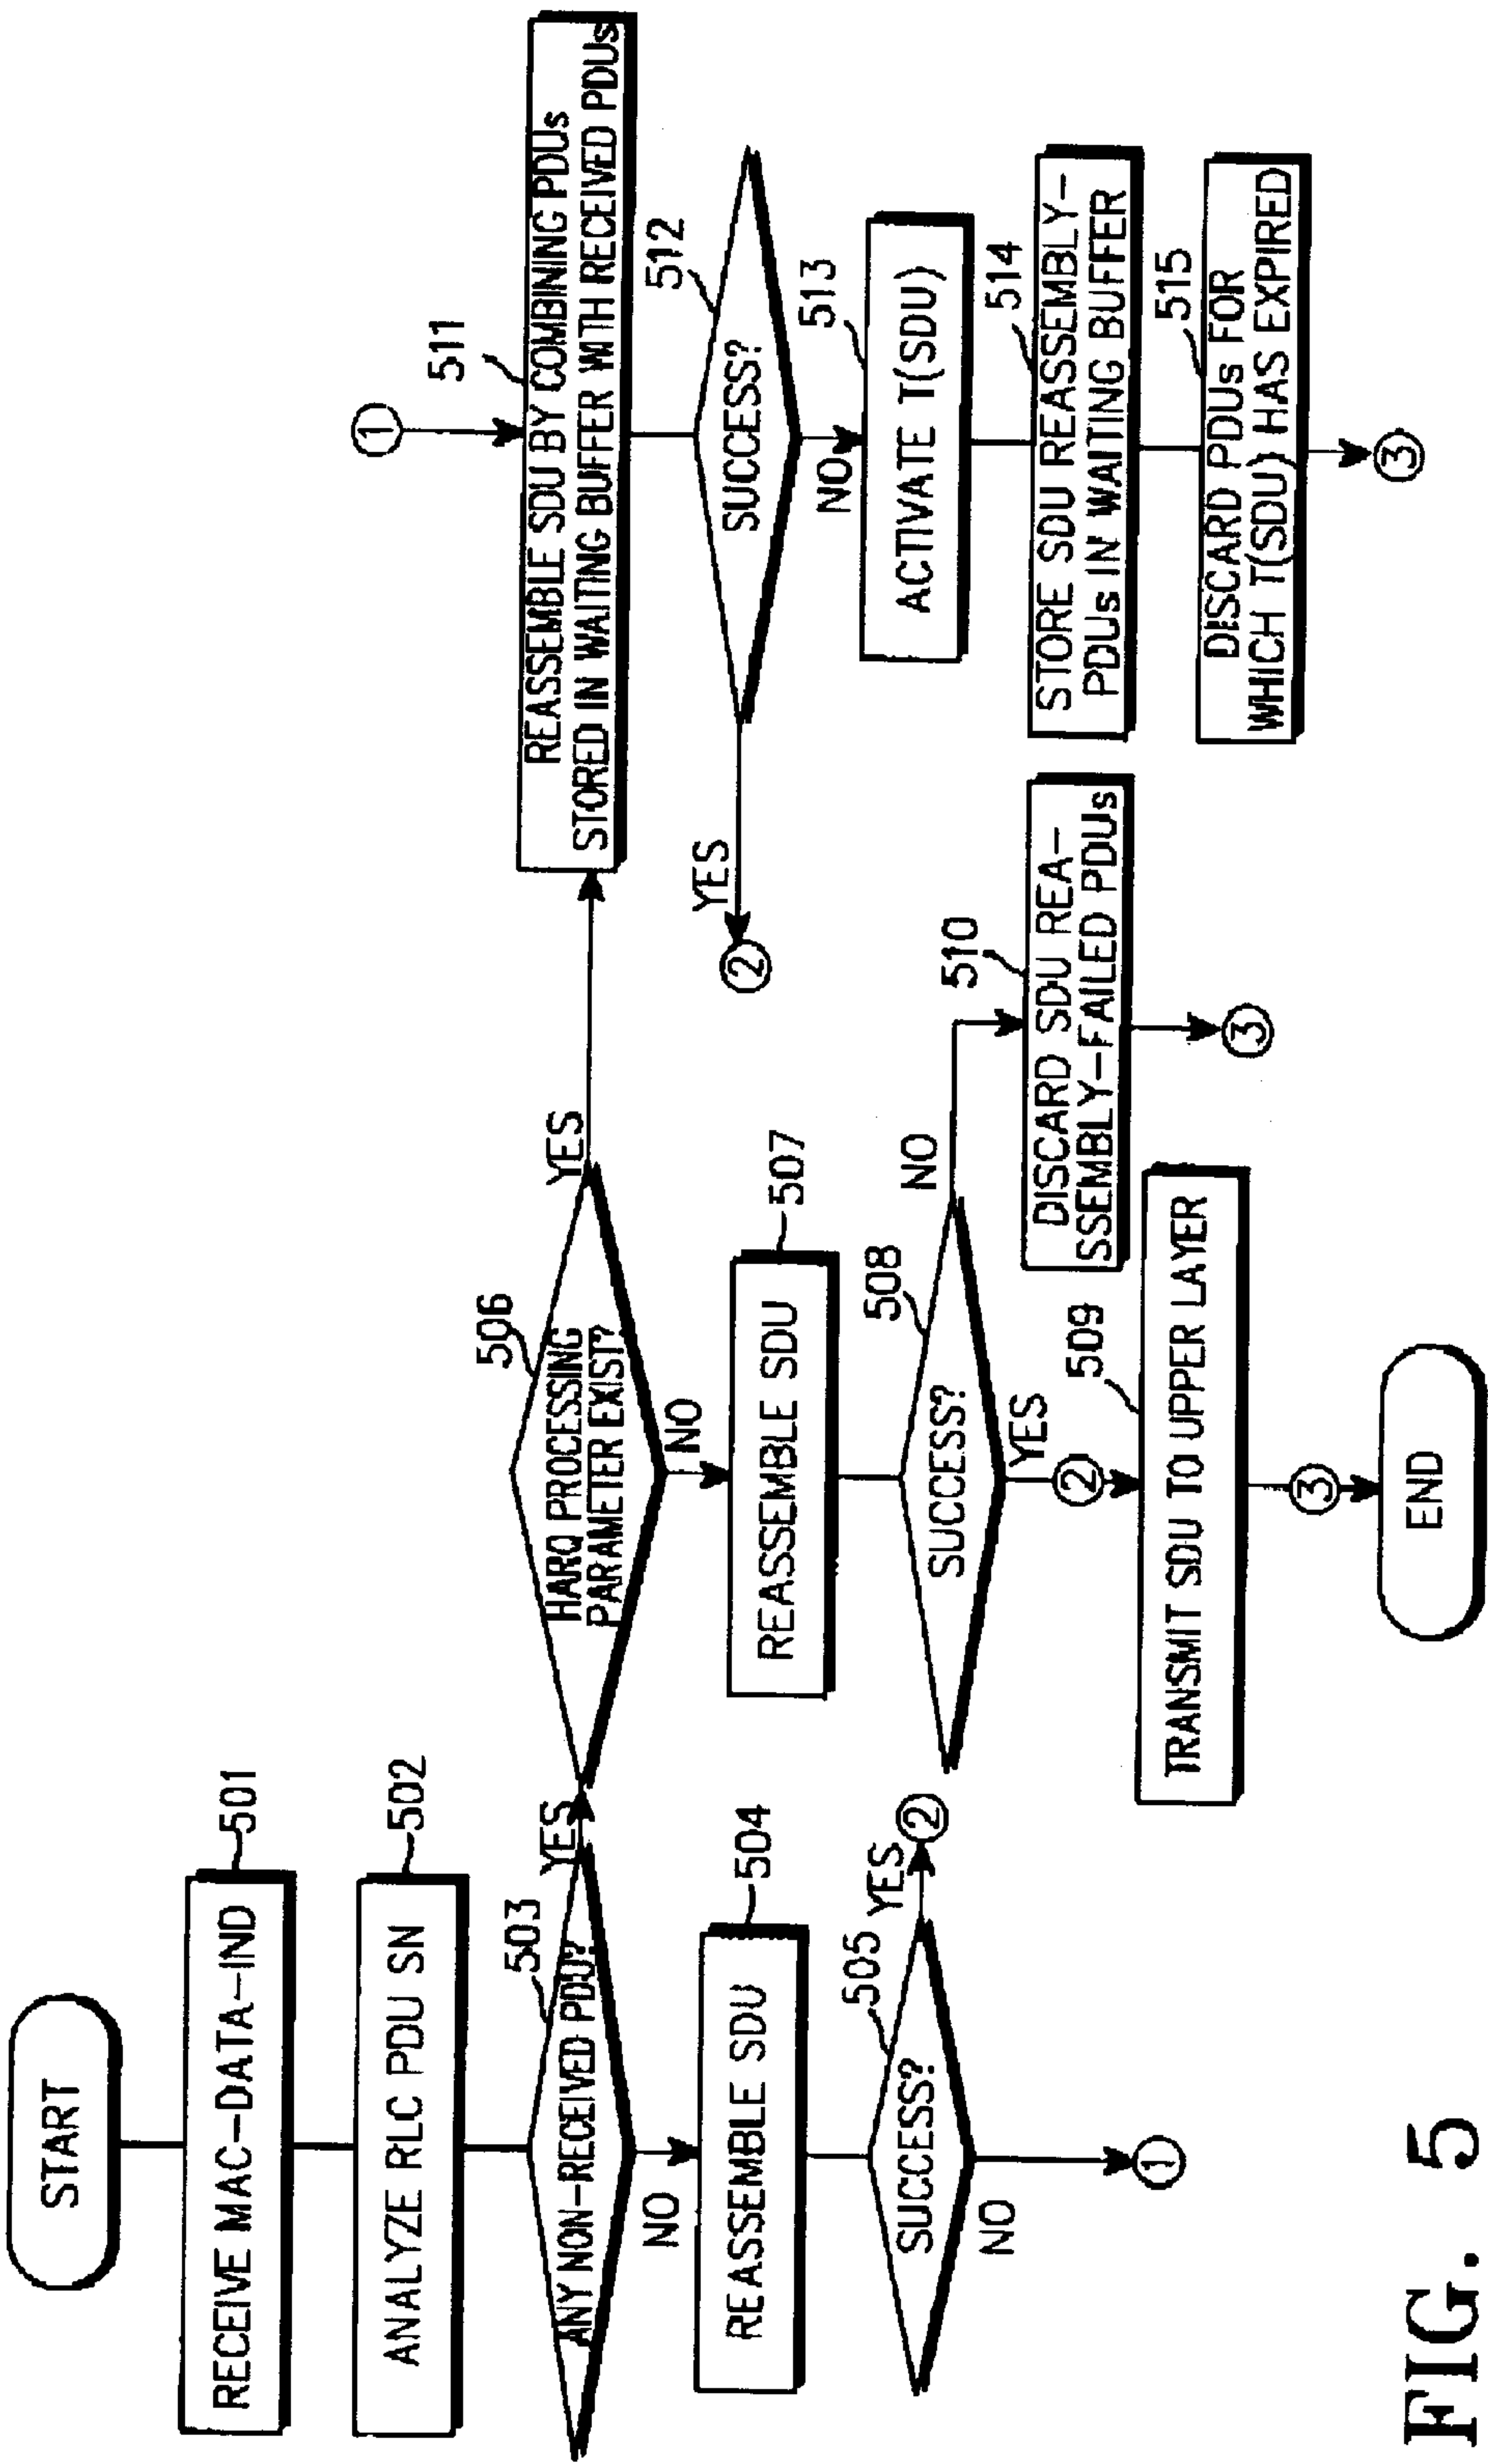 START
501
RECEIVE MAC-DATA-IND
502
ANALYZE RLC PDU SN
503
ANY NON-RECEIVED PDU?
YES
NO
504
REASSEMBLE SDU
505
SUCCESS?
YES
②
NO
①
506
HARQ PROCESSING
PARAMETER EXIST?
YES
NO
507
REASSEMBLE SDU
508
SUCCESS?
NO
YES
②
509
TRANSMIT SDU TO UPPER LAYER
③
END
510
DISCARD SDU REA-
SSEMBLY-FAILED PDUs
③
①
511
REASSEMBLE SDU BY COMBINING PDUs
STORED IN WAITING BUFFER WITH RECEIVED PDUs
512
SUCCESS?
YES
②
NO
513
ACTIVATE T(SDU)
514
STORE SDU REASSEMBLY-
PDUs IN WAITING BUFFER
515
DISCARD PDUs FOR
WHICH T(SDU) HAS EXPIRED
③
FIG. 5